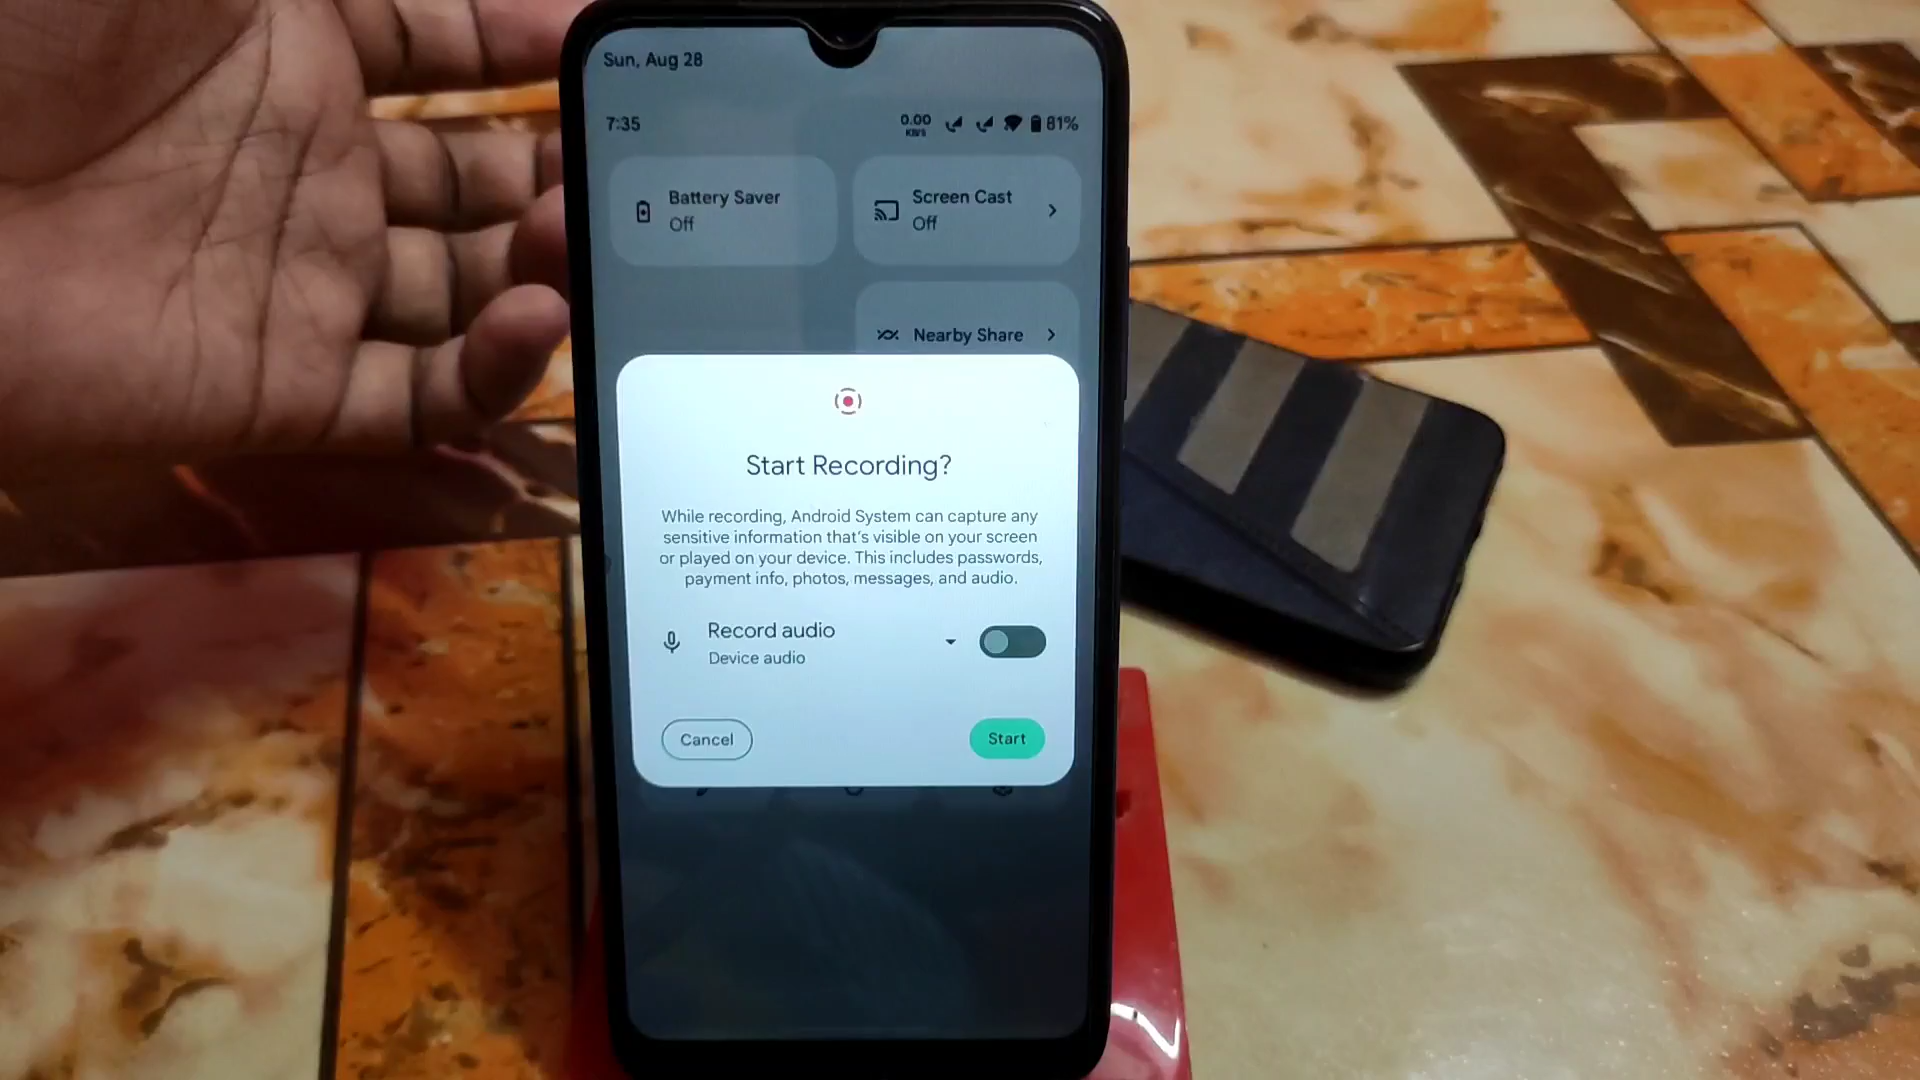 Sun, Aug 28
7:35
0.00
KB/S
81%
Battery Saver
Off
Screen Cast
Off
Nearby Share
Start Recording?
While recording, Android System can capture any
sensitive information that's visible on your screen
or played on your device. This includes passwords,
payment info, photos, messages, and audio.
Record audio
Device audio
Cancel
Start